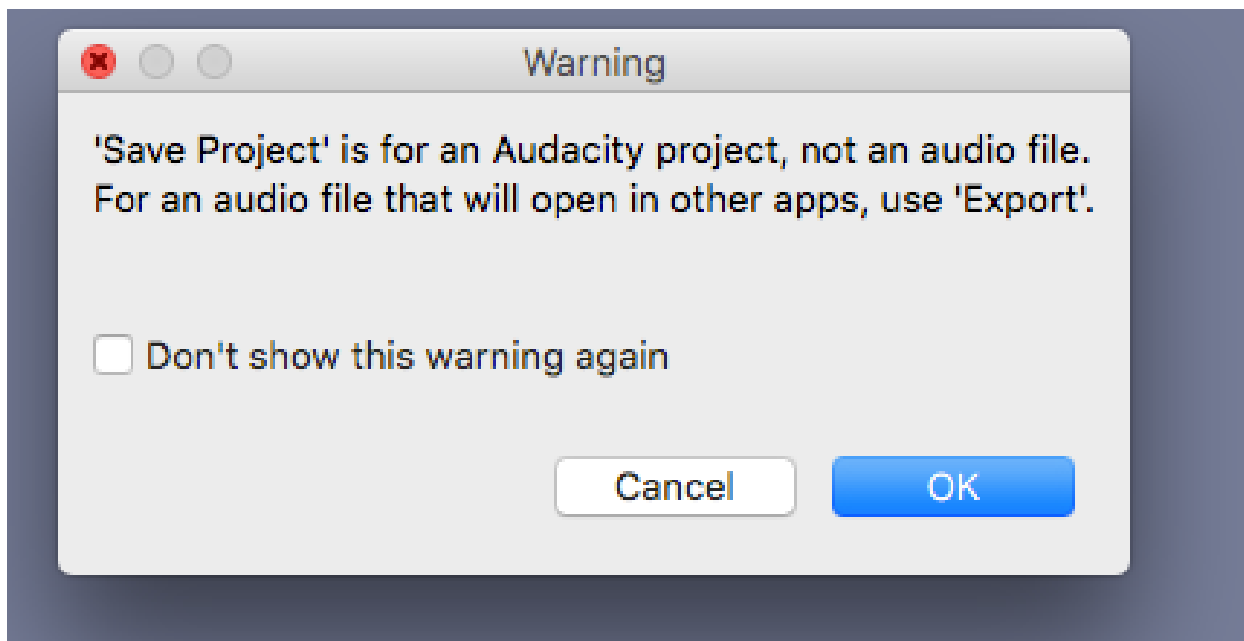 Warning
'Save Project' is for an Audacity project, not an audio file.
For an audio file that will open in other apps, use 'Export'.
Don't show this warning again
Cancel
OK